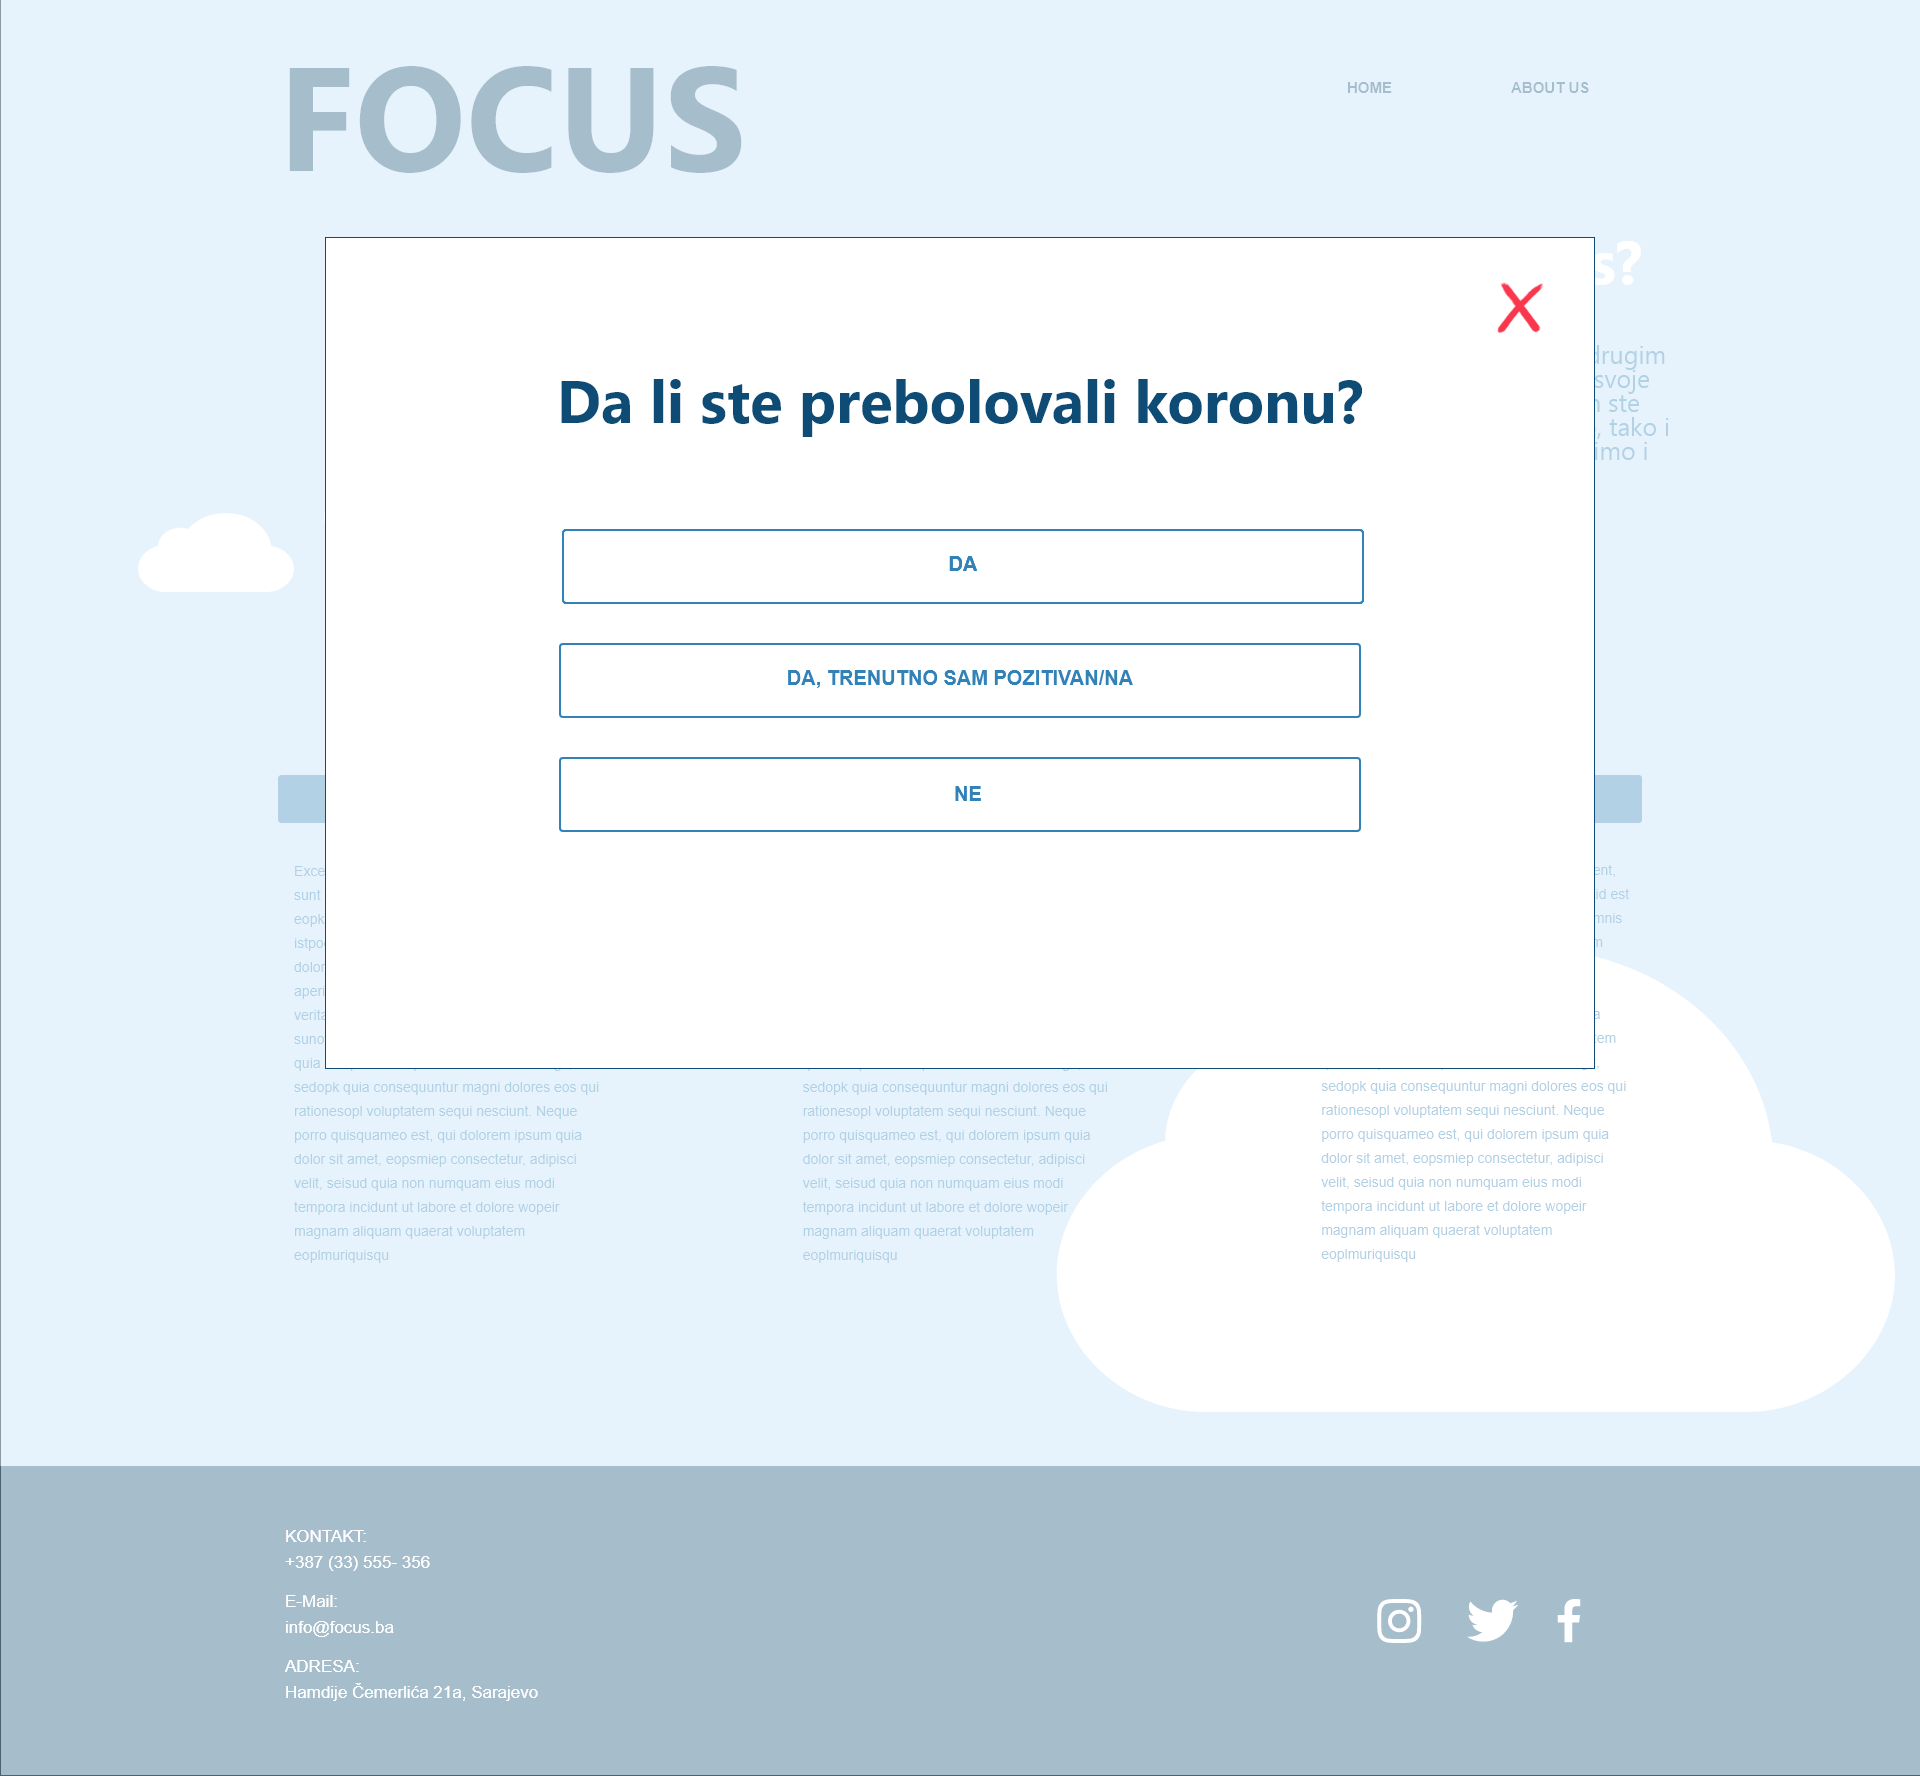 FOCUS
HOME
ABOUT US
Da li ste prebolovali koronu?
DA
DA, TRENUTNO SAM POZITIVAN/NA
NE
drugim
svoje
ste
, tako i
i
sunt
id est
quia
sedopk quia consequuntur magni dolores eos qui
rationesopl voluptatem sequi nesciunt. Neque
porro quisquameo est, qui dolorem ipsum quia
dolor sit amet, eopsmiep consectetur, adipisci
velit, seisud quia non numquam eius modi
tempora incidunt ut labore et dolore wopeir
magnam aliquam quaerat voluptatem
eoplmuriquisqu
sedopk quia consequuntur magni dolores eos qui
rationesopl voluptatem sequi nesciunt. Neque
porro quisquameo est, qui dolorem ipsum quia
dolor sit amet, eopsmiep consectetur, adipisci
velit, seisud quia non numquam eius modi
tempora incidunt ut labore et dolore wopeir
magnam aliquam quaerat voluptatem
eoplmuriquisqu
sedopk quia consequuntur magni dolores eos qui
rationesopl voluptatem sequi nesciunt. Neque
porro quisquameo est, qui dolorem ipsum quia
dolor sit amet, eopsmiep consectetur, adipisci
velit, seisud quia non numquam eius modi
tempora incidunt ut labore et dolore wopeir
magnam aliquam quaerat voluptatem
eoplmuriquisqu
KONTAKT:
+387 (33) 555- 356
E-Mail:
info@focus.ba
ADRESA:
Hamdije Čemerlića 21a, Sarajevo